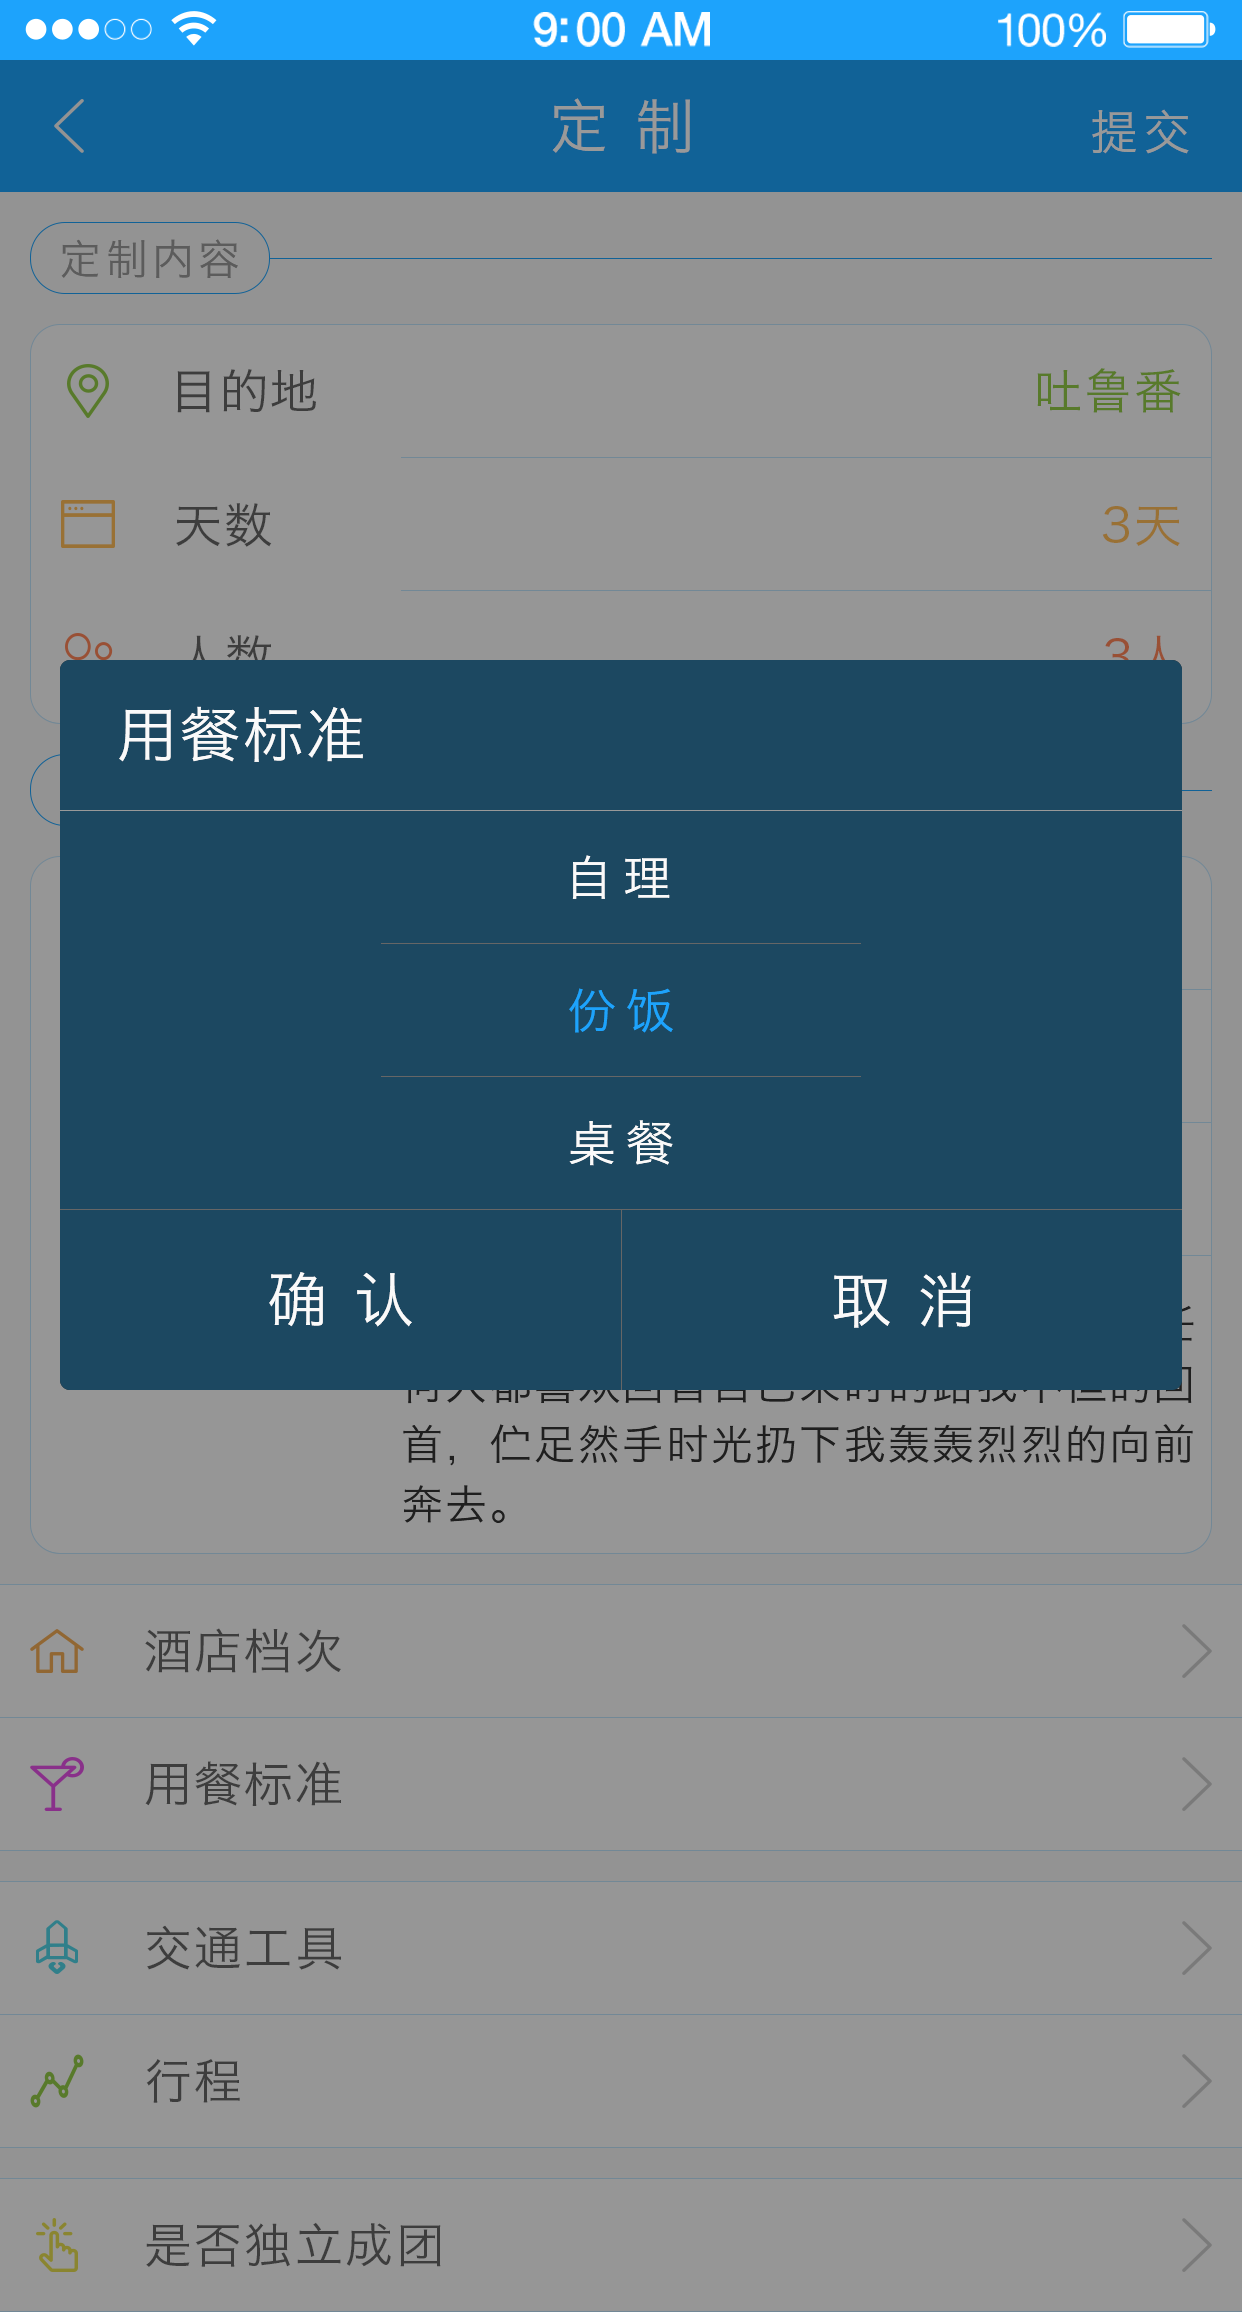 9:00 AM
100%
定制
提交
定制内容
目的地
吐鲁番
天数
3天
人数
3人
用餐标准
自理
份饭
桌餐
确认
取消
首，伫足然手时光扔下我轰轰烈烈的向前
奔去。
酒店档次
用餐标准
交通工具
行程
是否独立成团